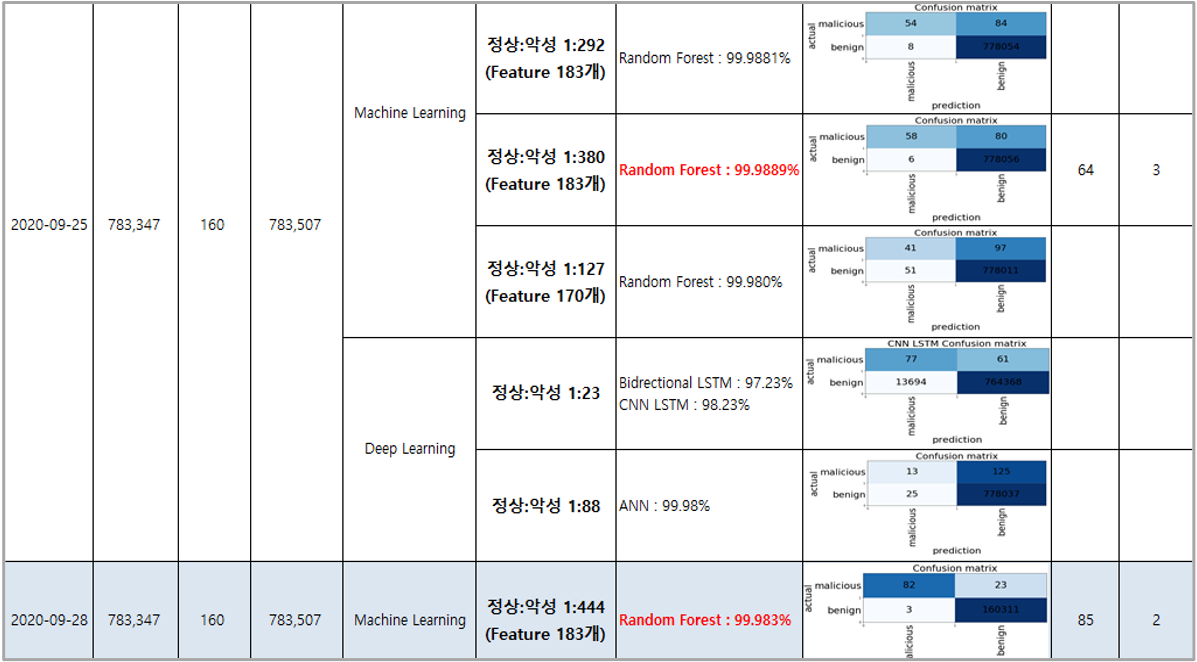 2020-09-25
783,347
160
783,507
Machine Learning
정상:악성 1:292
(Feature 183개)
Random Forest : 99.9881%
Confusion matrix
actual
malicious
54
84
benign
8
778054
malicious
benign
prediction
정상:악성 1:380
(Feature 183개)
Random Forest : 99.9889%
Confusion matrix
actual
malicious
58
80
benign
6
778056
malicious
benign
prediction
64
3
정상:악성 1:127
(Feature 170개)
Random Forest : 99.980%
Confusion matrix
actual
malicious
41
97
benign
51
778011
malicious
benign
prediction
Deep Learning
정상:악성 1:23
Bidrectional LSTM : 97.23%
CNN LSTM : 98.23%
CNN LSTM Confusion matrix
actual
malicious
77
61
benign
13694
764368
malicious
benign
prediction
정상:악성 1:88
ANN : 99.98%
Confusion matrix
actual
malicious
13
125
benign
25
778037
malicious
benign
prediction
2020-09-28
783,347
160
783,507
Machine Learning
정상:악성 1:444
(Feature 183개)
Random Forest : 99.983%
Confusion matrix
actual
malicious
82
23
benign
3
160311
malicious
benign
85
2